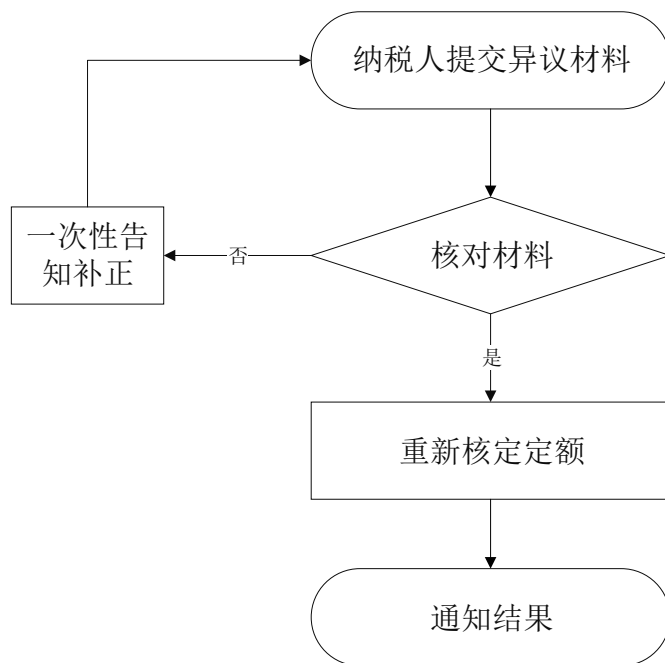 纳税人提交异议材料
一次性告
知补正
否
核对材料
是
重新核定定额
通知结果